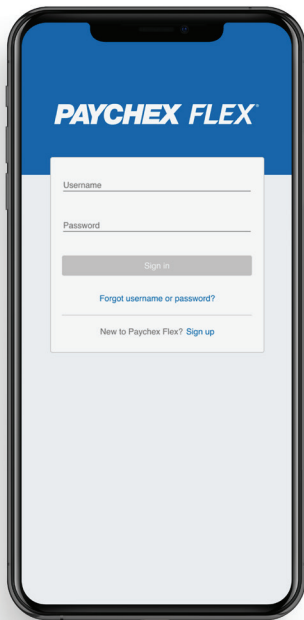 PAYCHEX FLEX®
Username
Password
Sign in
Forgot username or password?
New to Paychex Flex? Sign up